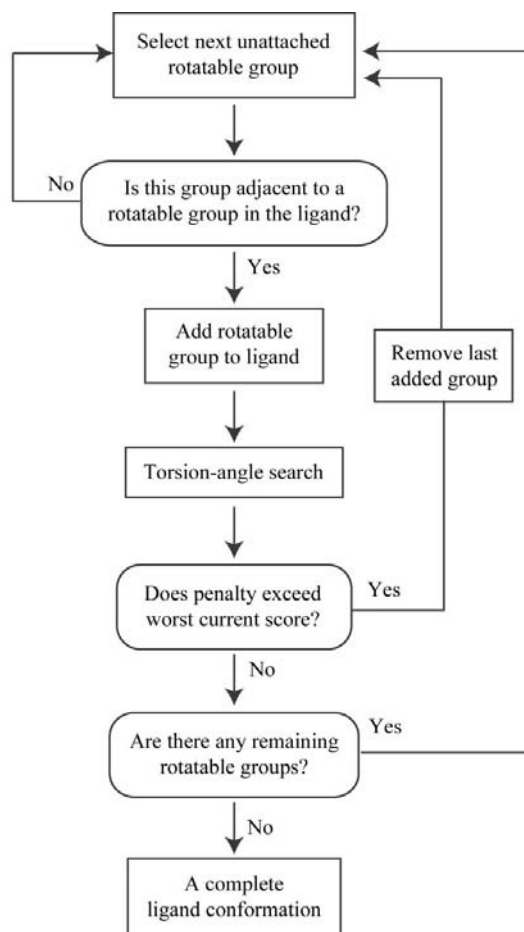 Select next unattached
rotatable group
No
Is this group adjacent to a
rotatable group in the ligand?
Yes
Add rotatable
group to ligand
Remove last
added group
Torsion-angle search
Does penalty exceed
worst current score?
Yes
No
Are there any remaining
rotatable groups?
Yes
No
A complete
ligand conformation